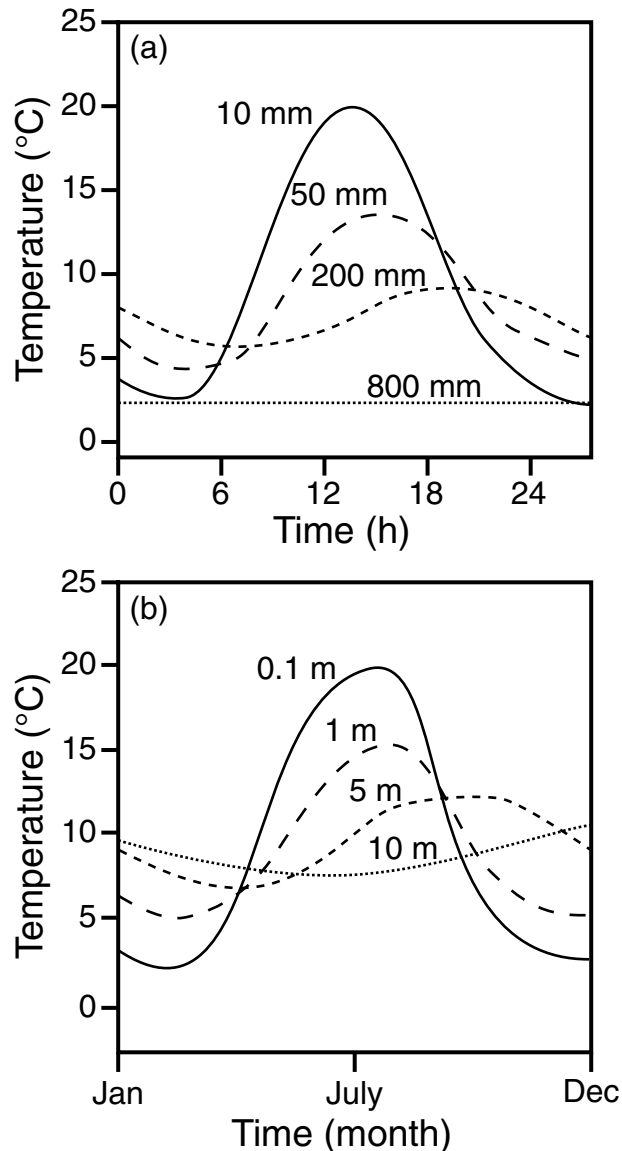 (a)
25
20
15
10
5
0
Temperature (°C)
10 mm
50 mm
200 mm
800 mm
0
6
12
18
24
Time (h)
(b)
25
20
15
10
5
0
Temperature (°C)
0.1 m
1 m
5 m
10 m
Jan
July
Dec
Time (month)